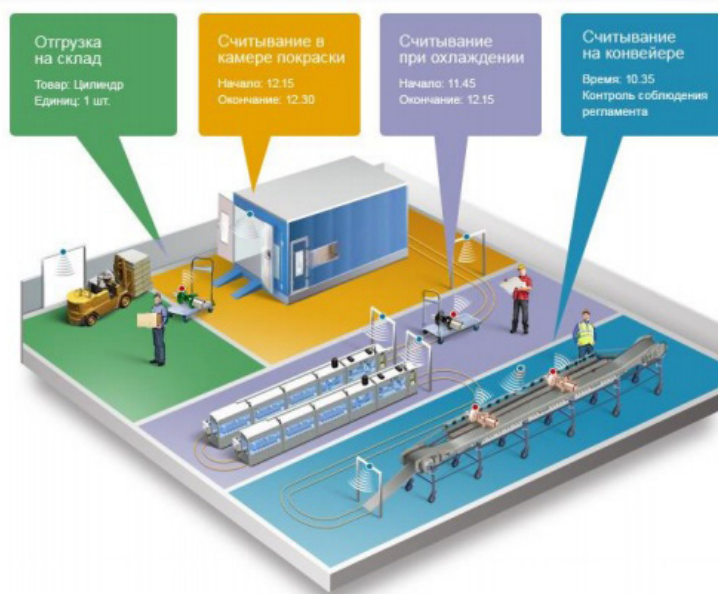 Отгрузка
на склад
Товар: Цилиндр
Единиц: 1 шт.
Считывание в
камере покраски
Начало: 12.15
Окончание: 12.30
Считывание
при охлаждении
Начало: 11.45
Окончание: 12.15
Считывание
на конвейере
Время: 10.35
Контроль соблюдения
регламента